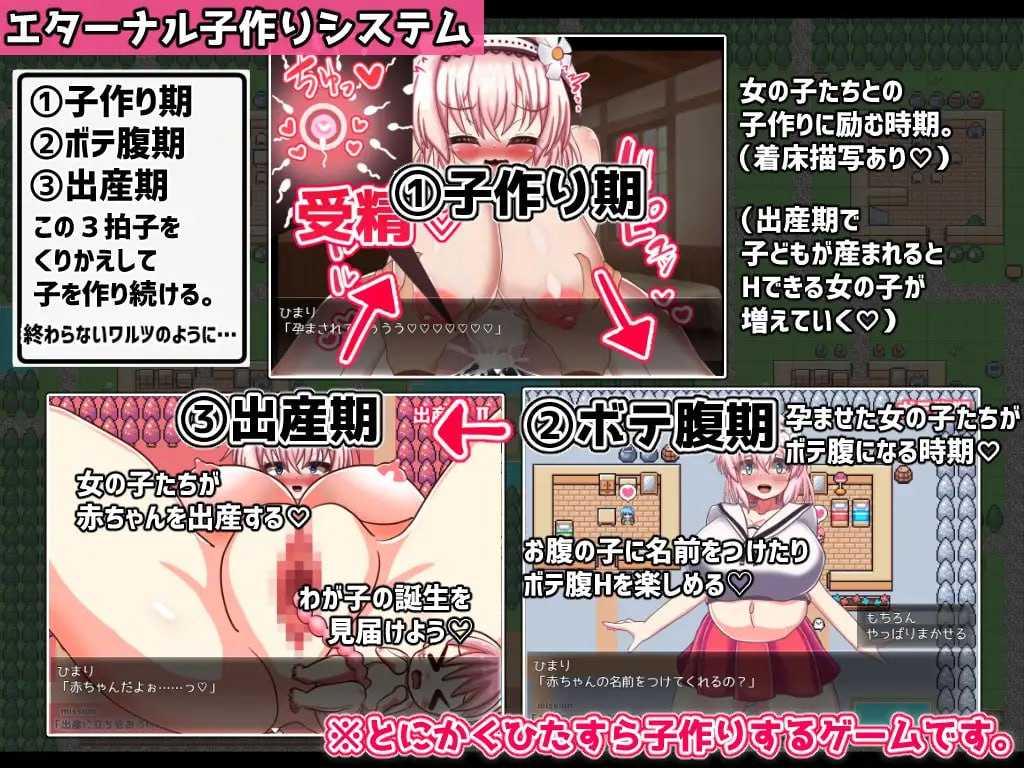 エターナル子作りシステム
①子作り期
②ボテ腹期
③出産期
この3拍子を
くりかえして
子を作り続ける。
終わらないワルツのように…
ちゅっ
受精
①子作り期
ひまり
女の子たちとの
子作りに励む時期。
（着床描写あり♡）
（出産期で
子どもが産まれると
Hできる女の子が
増えていく♡）
③出産期
女の子たちが
赤ちゃんを出産する♡
わが子の誕生を
見届けよう♡
ひまり
「赤ちゃんだよぉ……っ♡」
mission
②ボテ腹期
孕ませた女の子たちが
ボテ腹になる時期♡
お腹の子に名前をつけたり
ボテ腹Hを楽しめる♡
もちろん
やっぱりまかせる
ひまり
「赤ちゃんの名前をつけてくれるの？」
mission
※とにかくひたすら子作りするゲームです。